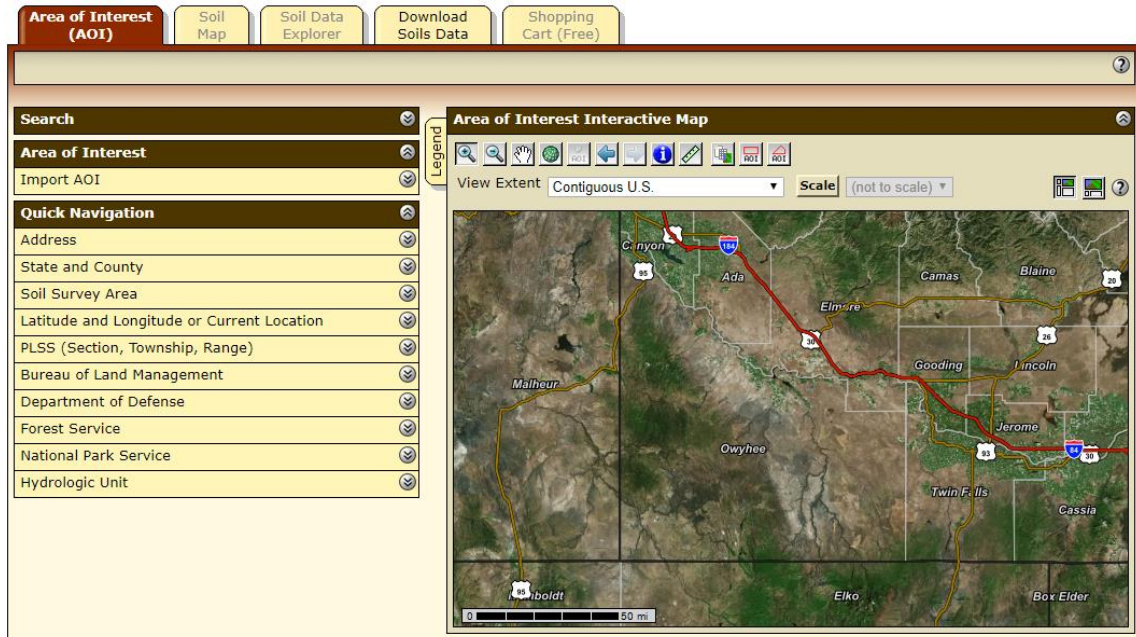 Area of Interest
(AOI)
Soil
Map
Soil Data
Explorer
Download
Soils Data
Shopping
Cart (Free)
?
Search
Area of Interest
Import AOI
Quick Navigation
Address
State and County
Soil Survey Area
Latitude and Longitude or Current Location
PLSS (Section, Township, Range)
Bureau of Land Management
Department of Defense
Forest Service
National Park Service
Hydrologic Unit
Legend
Area of Interest Interactive Map
AOI
i
AOI
AOI
View Extent
Contiguous U.S.
Scale
(not to scale)
?
184
95
Ada
Camas
Blaine
20
Elmore
30
26
Gooding
Lincoln
Malheur
Jerome
Owyhee
93
84
30
Twin Falls
Cassia
95
Elko
Box Elder
0
50 mi